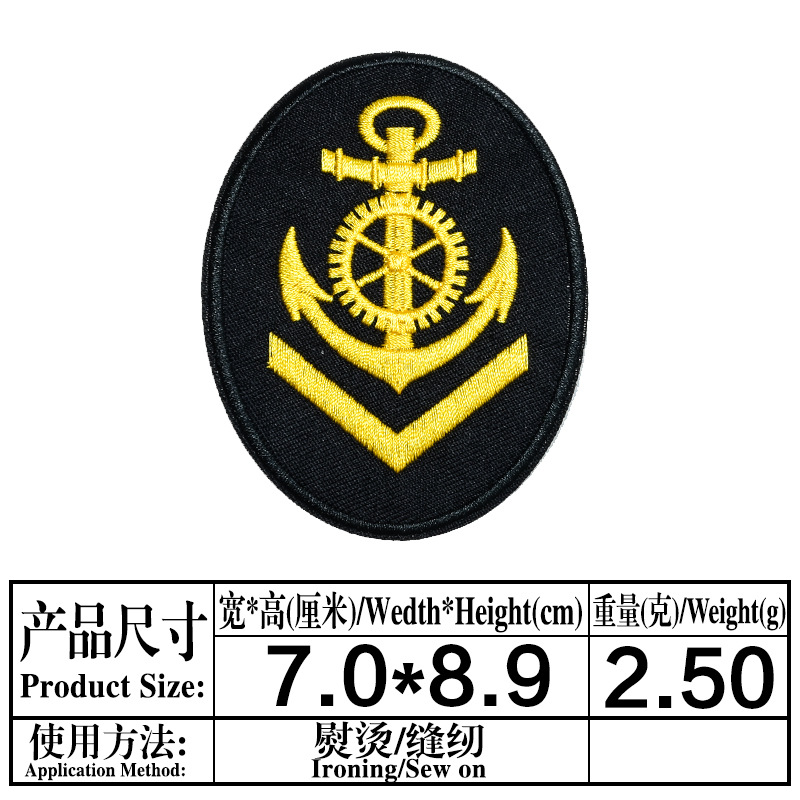 产品尺寸
Product Size:
宽*高(厘米)/Wedth*Height(cm)
重量(克)/Weight(g)
7.0*8.9
2.50
使用方法:
Application Method:
熨烫/缝纫
Ironing/Sew on